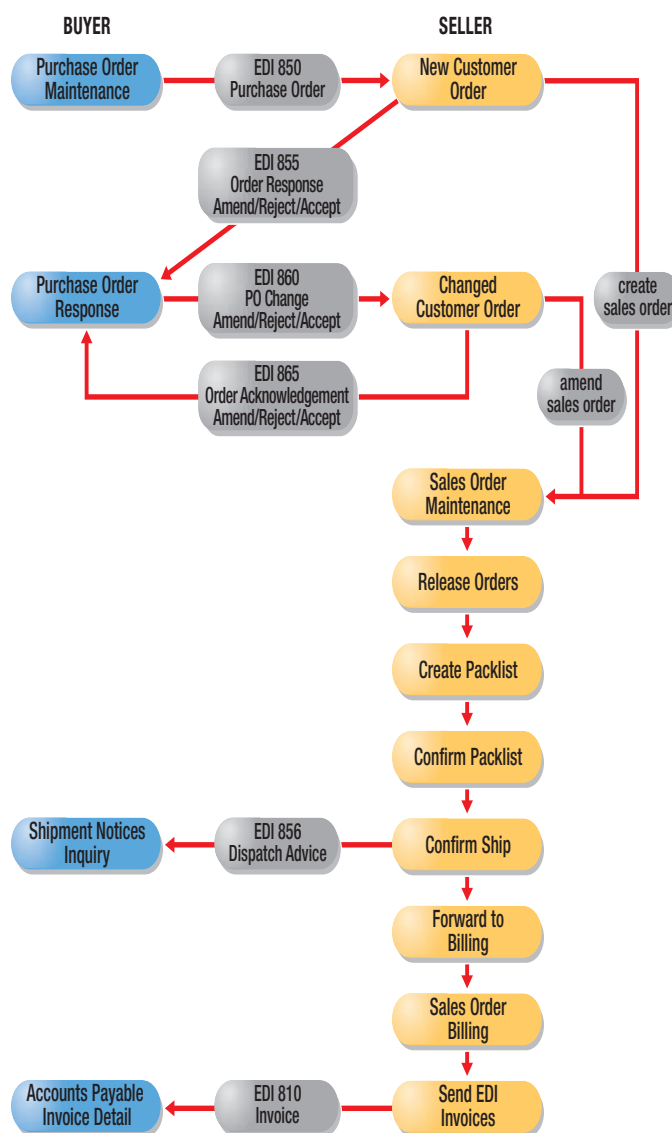 BUYER
SELLER
Purchase Order
Maintenance
EDI 850
Purchase Order
New Customer
Order
EDI 855
Order Response
Amend/Reject/Accept
Purchase Order
Response
EDI 860
PO Change
Amend/Reject/Accept
Changed
Customer Order
create
sales order
EDI 865
Order Acknowledgement
Amend/Reject/Accept
amend
sales order
Sales Order
Maintenance
Release Orders
Create Packlist
Confirm Packlist
Shipment Notices
Inquiry
EDI 856
Dispatch Advice
Confirm Ship
Forward to
Billing
Sales Order
Billing
Accounts Payable
Invoice Detail
EDI 810
Invoice
Send EDI
Invoices